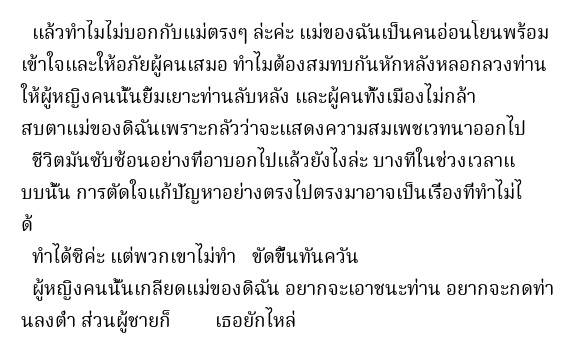 แล้วทำไมไม่บอกกับแม่ตรงๆ ล่ะค่ะ แม่ของฉันเป็นคนอ่อนโยนพร้อม
เข้าใจและให้อภัยผู้คนเสมอ ทำไมต้องสมทบกันหักหลังหลอกลวงท่าน
ให้ผู้หญิงคนนั้นยิ้มเยาะท่านลับหลัง และผู้คนทั้งเมืองไม่กล้า
สบตาแม่ของดิฉันเพราะกลัวว่าจะแสดงความสมเพชเวทนาออกไป
ชีวิตมันซับซ้อนอย่างที่อาบอกไปแล้วยังไงล่ะ บางทีในช่วงเวลาแ
บบนั้น การตัดใจแก้ปัญหาอย่างตรงไปตรงมาอาจเป็นเรื่องที่ทำไม่ไ
ด้
ทำได้ซิค่ะ แต่พวกเขาไม่ทำ ขัดขึ้นทันควัน
ผู้หญิงคนนั้นเกลียดแม่ของดิฉัน อยากจะเอาชนะท่าน อยากจะกดท่า
นลงต่ำ ส่วนผู้ชายก็ เธอยักไหล่